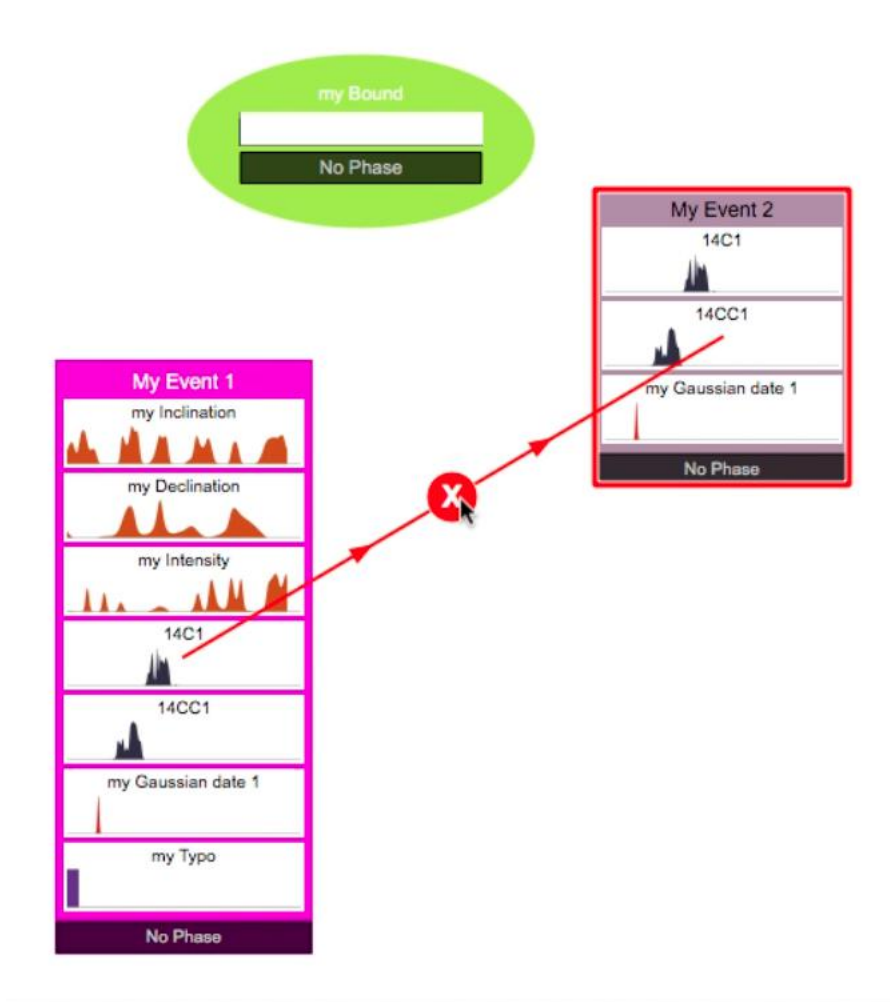 my Bound
No Phase
My Event 2
14C1
14CC1
my Gaussian date 1
No Phase
My Event 1
my Inclination
my Declination
my Intensity
14C1
14CC1
my Gaussian date 1
my Typo
No Phase
X